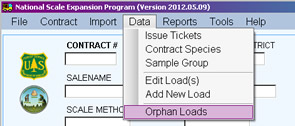 National Scale Expansion Program (Version 2012.05.09)
File Contract Import Data Reports Tools Help
Issue Tickets
CONTRACT # Contract Species TRICT
Sample Group
SALENAME Edit Load(s)
Add New Load
SCALE METHO Orphan Loads